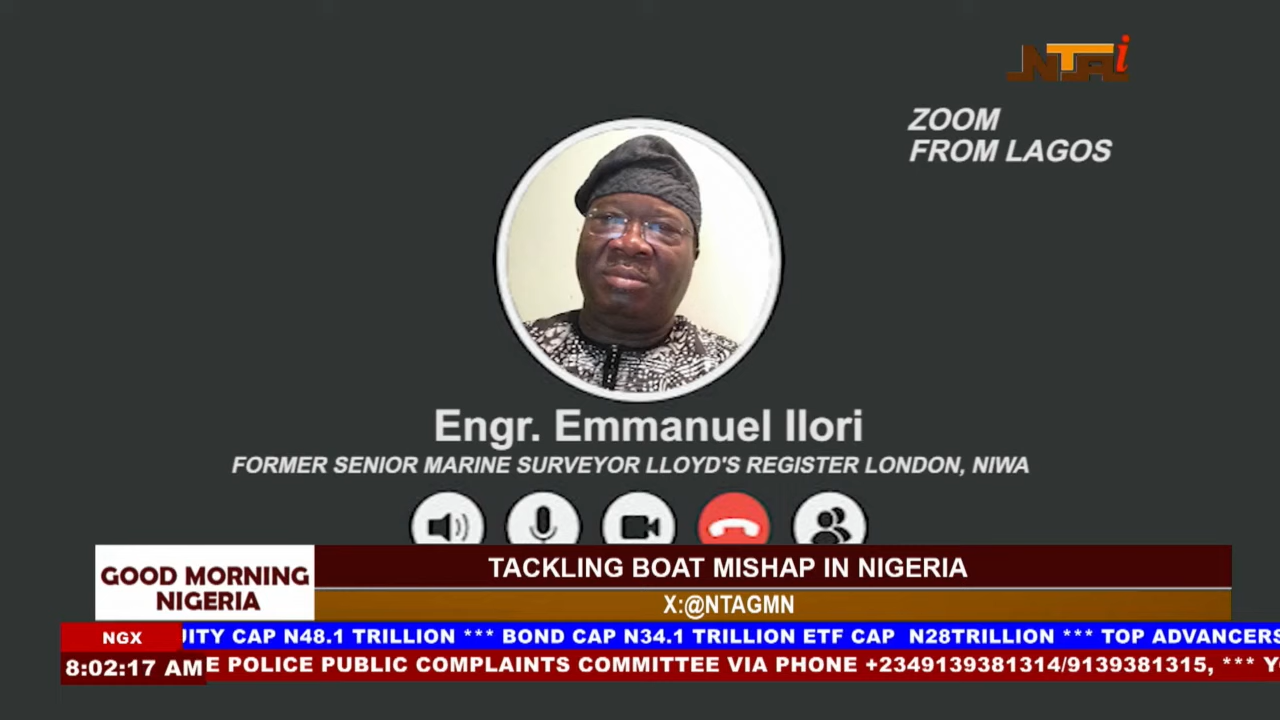 NTAi
ZOOM
FROM LAGOS
Engr. Emmanuel Ilori
FORMER SENIOR MARINE SURVEYOR LLOYD'S REGISTER LONDON, NIWA
GOOD MORNING
NIGERIA
TACKLING BOAT MISHAP IN NIGERIA
X:@NTAGMN
NGX
UITY CAP N48.1 TRILLION *** BOND CAP N34.1 TRILLION ETF CAP N28TRILLION *** TOP ADVANCERS
8:02:17 AM
E POLICE PUBLIC COMPLAINTS COMMITTEE VIA PHONE +2349139381314/9139381315, *** Y